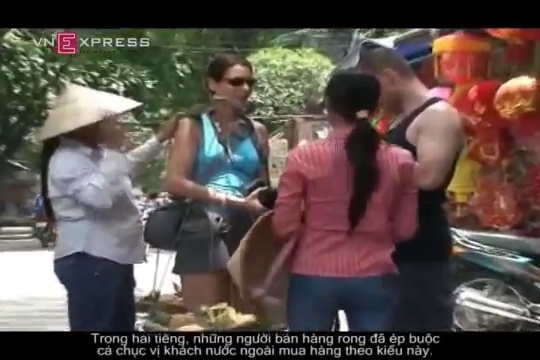 VNEXPRESS
Trong hai tiếng, những người bán hàng rong đã ép buộc
cả chục vị khách nước ngoài mua hàng theo kiểu này.